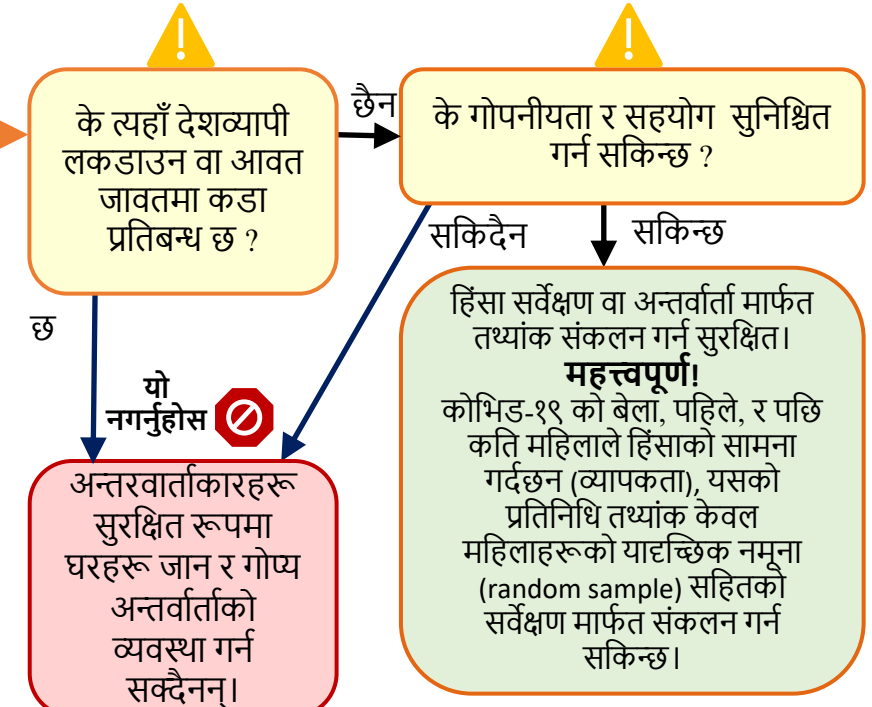 के त्यहाँ देशव्यापी
लकडाउन वा आवत
जावतमा कडा
प्रतिबन्ध छ ?
छैन
के गोपनीयता र सहयोग सुनिश्चित
गर्न सकिन्छ ?
छ
सकिदैन
सकिन्छ
यो
नगर्नुहोस
अन्तरवार्ताकारहरू
सुरक्षित रूपमा
घरहरू जान र गोप्य
अन्तर्वार्ताको
व्यवस्था गर्न
सक्दैनन्।
हिंसा सर्वेक्षण वा अन्तर्वार्ता मार्फत
तथ्यांक संकलन गर्न सुरक्षित।
महत्त्वपूर्ण!
कोभिड-१९ को बेला, पहिले, र पछि
कति महिलाले हिंसाको सामना
गर्दछन (व्यापकता), यसको
प्रतिनिधि तथ्यांक केवल
महिलाहरूको यादृच्छिक नमूना
(random sample) सहितको
सर्वेक्षण मार्फत संकलन गर्न
सकिन्छ।